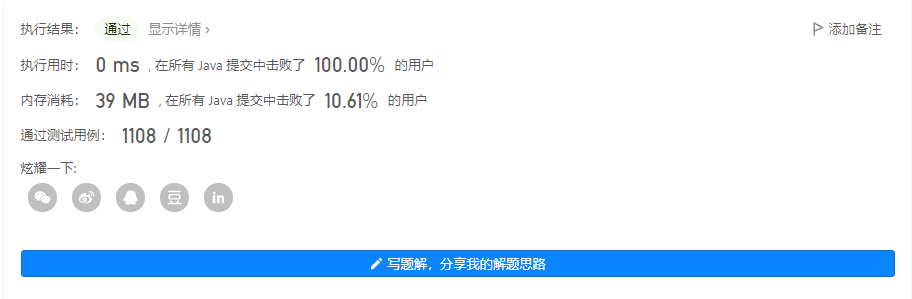 执行结果： 通过 显示详情 › 添加备注
执行用时： 0 ms , 在所有 Java 提交中击败了 100.00% 的用户
内存消耗： 39 MB , 在所有 Java 提交中击败了 10.61% 的用户
通过测试用例： 1108 / 1108
炫耀一下:
豆 in
写题解，分享我的解题思路